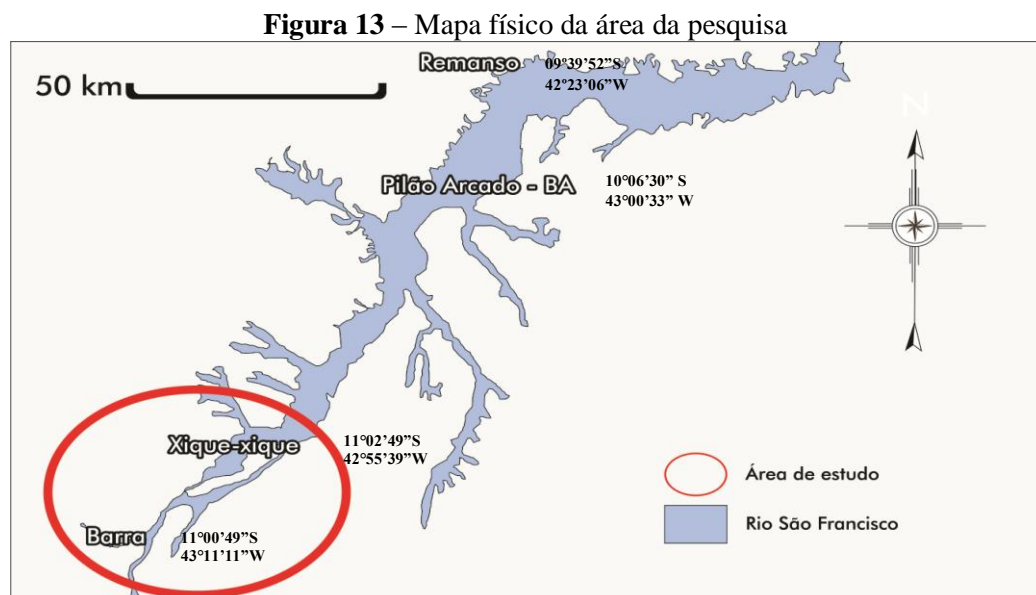 Figura 13 – Mapa físico da área da pesquisa
Remanso
09°39'52”S
42°23'06”W
50 km
N
Pilão Arcado - BA
10°06'30” S
43°00'33” W
Xique-xique
11°02'49”S
42°55'39”W
Área de estudo
Rio São Francisco
Barra
11°00'49”S
43°11'11”W